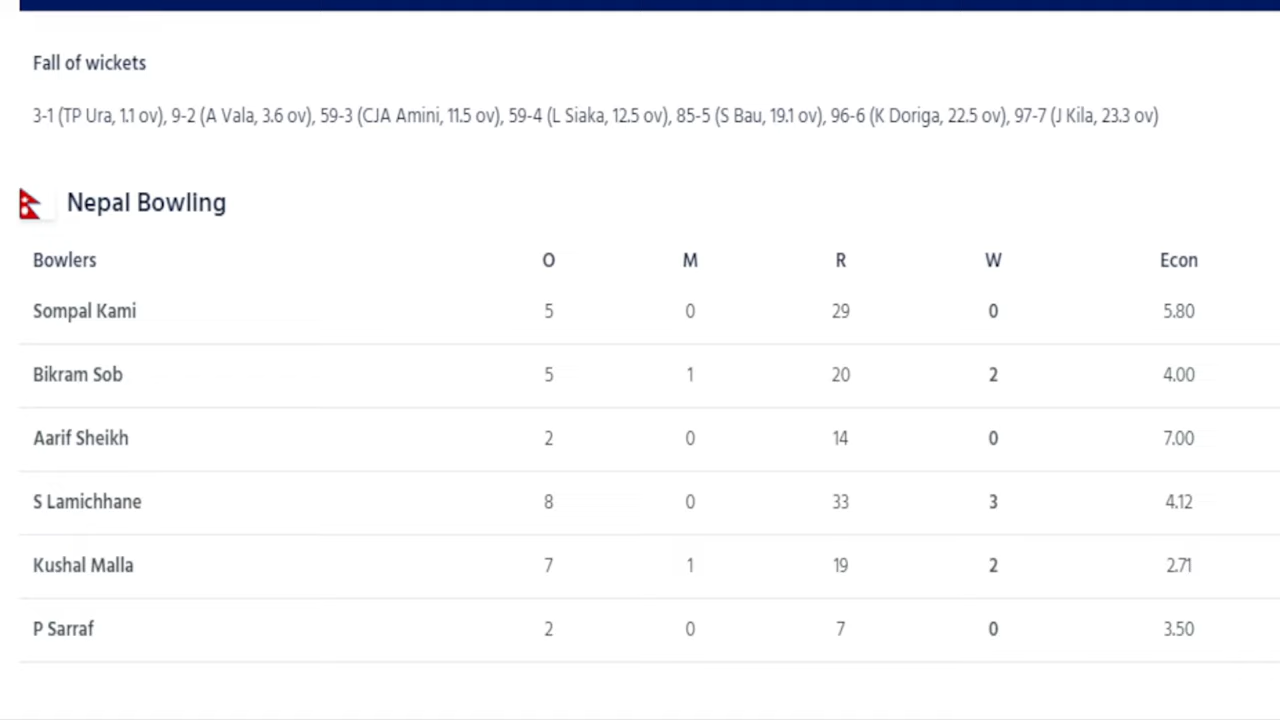 Fall of wickets
3-1 (TP Ura, 1.1 ov), 9-2 (A Vala, 3.6 ov), 59-3 (CJA Amini, 11.5 ov), 59-4 (L Siaka, 12.5 ov), 85-5 (S Bau, 19.1 ov), 96-6 (K Doriga, 22.5 ov), 97-7 (J Kila, 23.3 ov)
Nepal Bowling
Bowlers O M R W Econ
Sompal Kami 5 0 29 0 5.80
Bikram Sob 5 1 20 2 4.00
Aarif Sheikh 2 0 14 0 7.00
S Lamichhane 8 0 33 3 4.12
Kushal Malla 7 1 19 2 2.71
P Sarraf 2 0 7 0 3.50